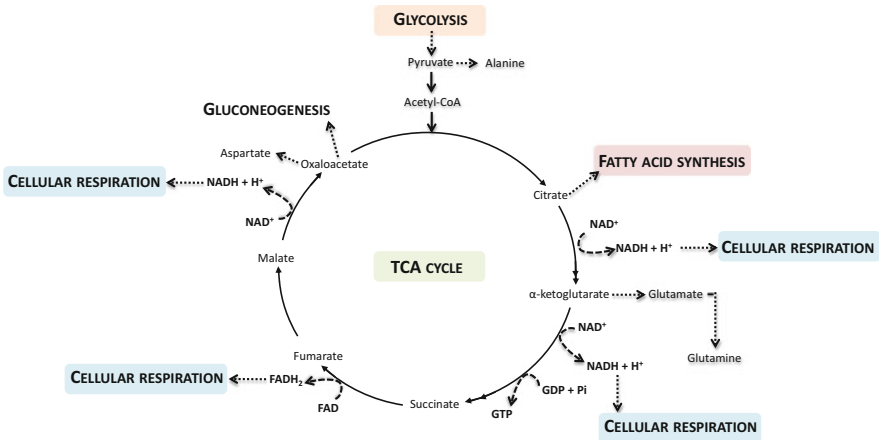 GLYCOLYSIS
Pyruvate Alanine
Acetyl-CoA
GLUCONEOGENESIS
Aspartate
Oxaloacetate
FATTY ACID SYNTHESIS
CELLULAR RESPIRATION NADH + H⁺
Citrate
NAD⁺
NAD⁺
NADH + H⁺ CELLULAR RESPIRATION
Malate
TCA CYCLE
α-ketoglutarate Glutamate
NAD⁺
Glutamine
Fumarate
NADH + H⁺
CELLULAR RESPIRATION FADH₂
GDP + Pi
FAD
Succinate
GTP
CELLULAR RESPIRATION